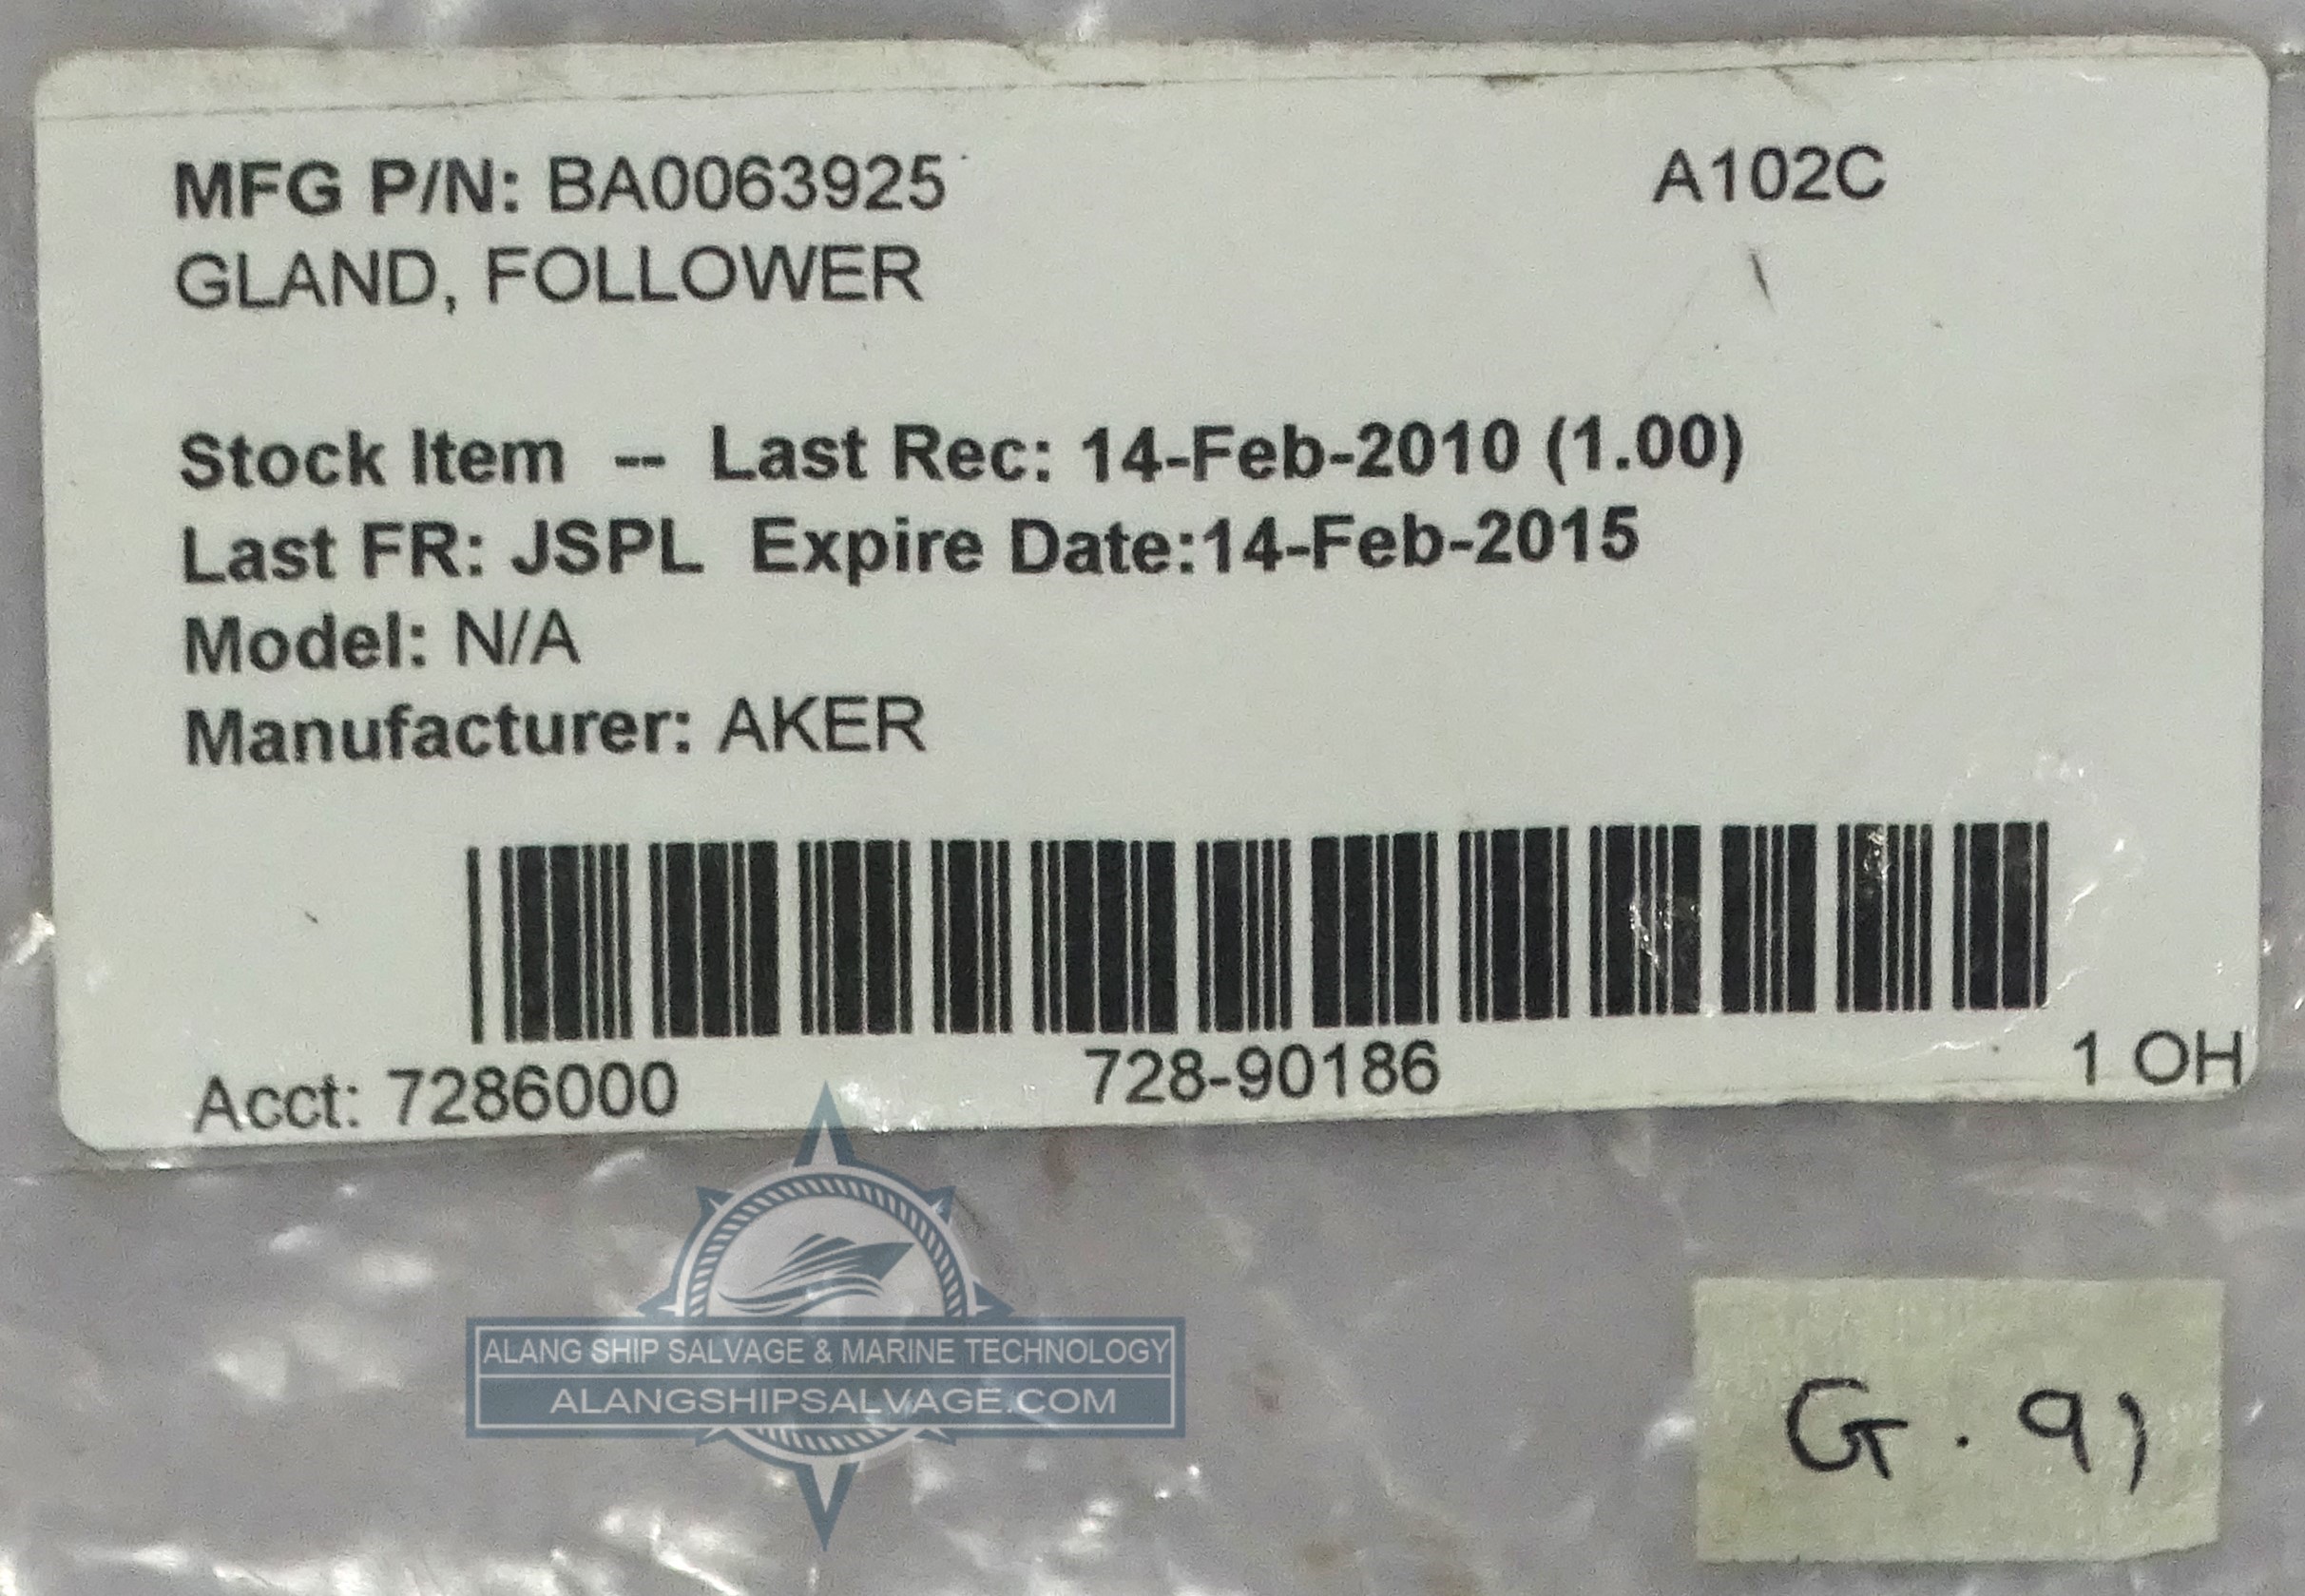 MFG P/N: BA0063925 A102C
GLAND, FOLLOWER
Stock Item -- Last Rec: 14-Feb-2010 (1.00)
Last FR: JSPL Expire Date:14-Feb-2015
Model: N/A
Manufacturer: AKER
Acct: 7286000 728-90186 1 OH
ALANG SHIP SALVAGE & MARINE TECHNOLOGY
ALANGSHIPSALVAGE.COM
G.91